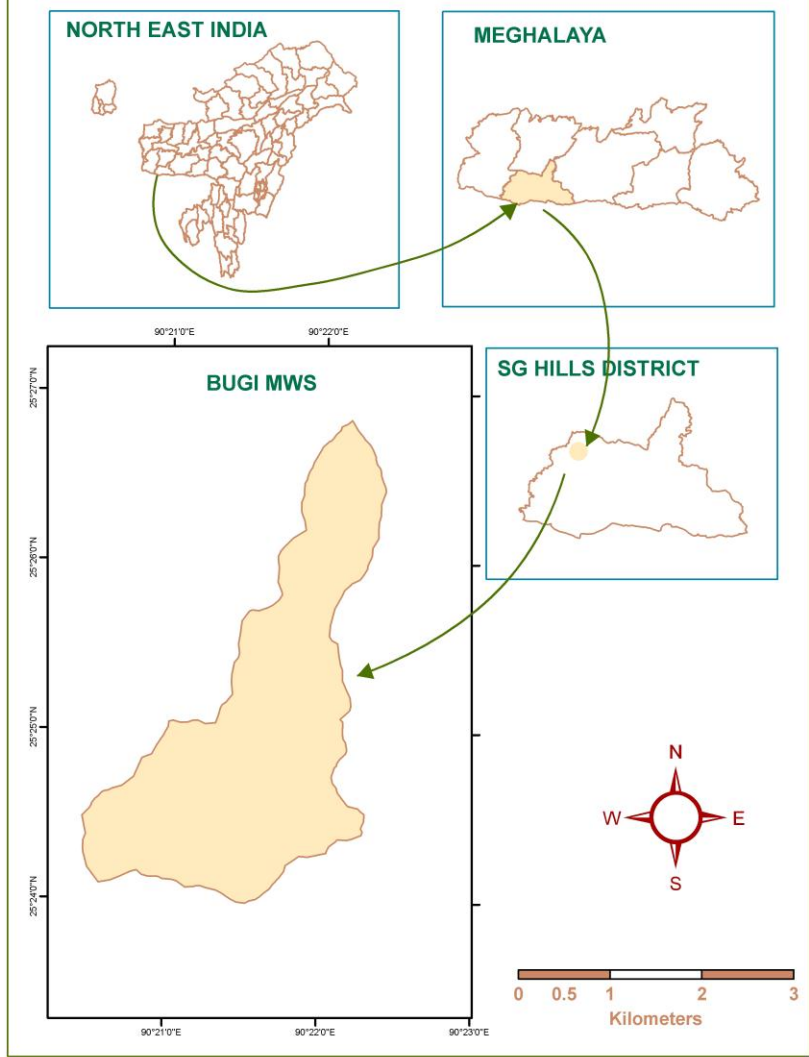 NORTH EAST INDIA
MEGHALAYA
90°21'0"E
90°22'0"E
BUGI MWS
SG HILLS DISTRICT
25°27'0"N
25°26'0"N
25°25'0"N
25°24'0"N
N
W
E
S
0
0.5
1
2
3
Kilometers
90°21'0"E
90°22'0"E
90°23'0"E